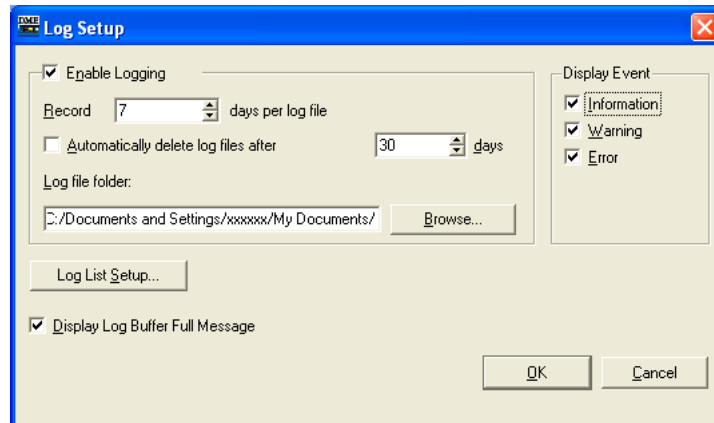 DME Log Setup
Enable Logging
Record 7 days per log file
Automatically delete log files after 30 days
Log file folder:
C:/Documents and Settings/xxxxxx/My Documents/ Browse...
Display Event
Information
Warning
Error
Log List Setup...
Display Log Buffer Full Message
OK Cancel